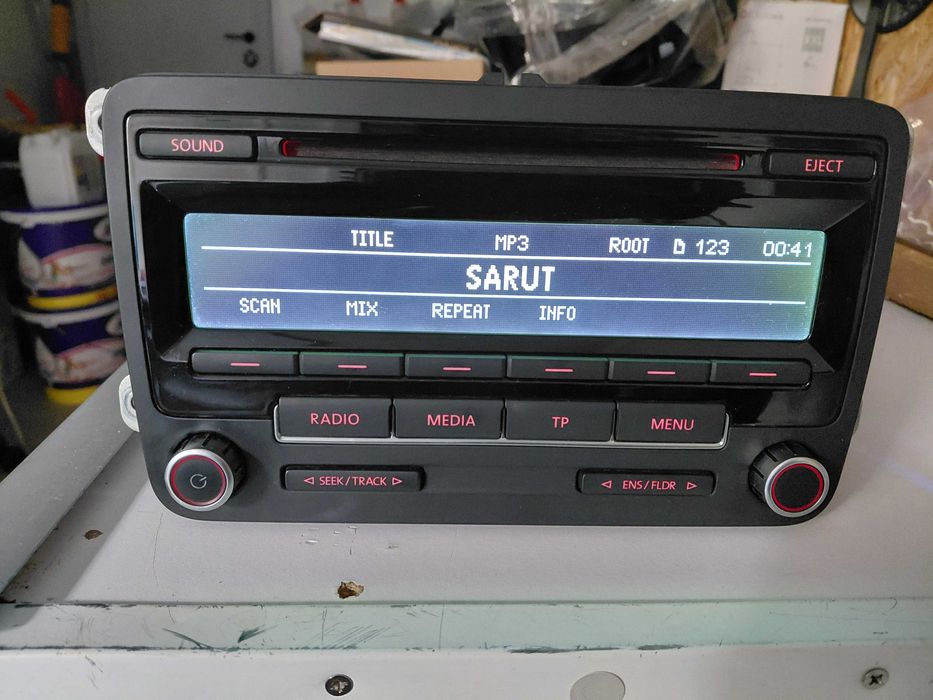 SOUND
EJECT
TITLE MP3 ROOT 123 00:41
SARUT
SCAN MIX REPEAT INFO
RADIO MEDIA TP MENU
◁ SEEK / TRACK ▷ ◁ ENS / FLDR ▷